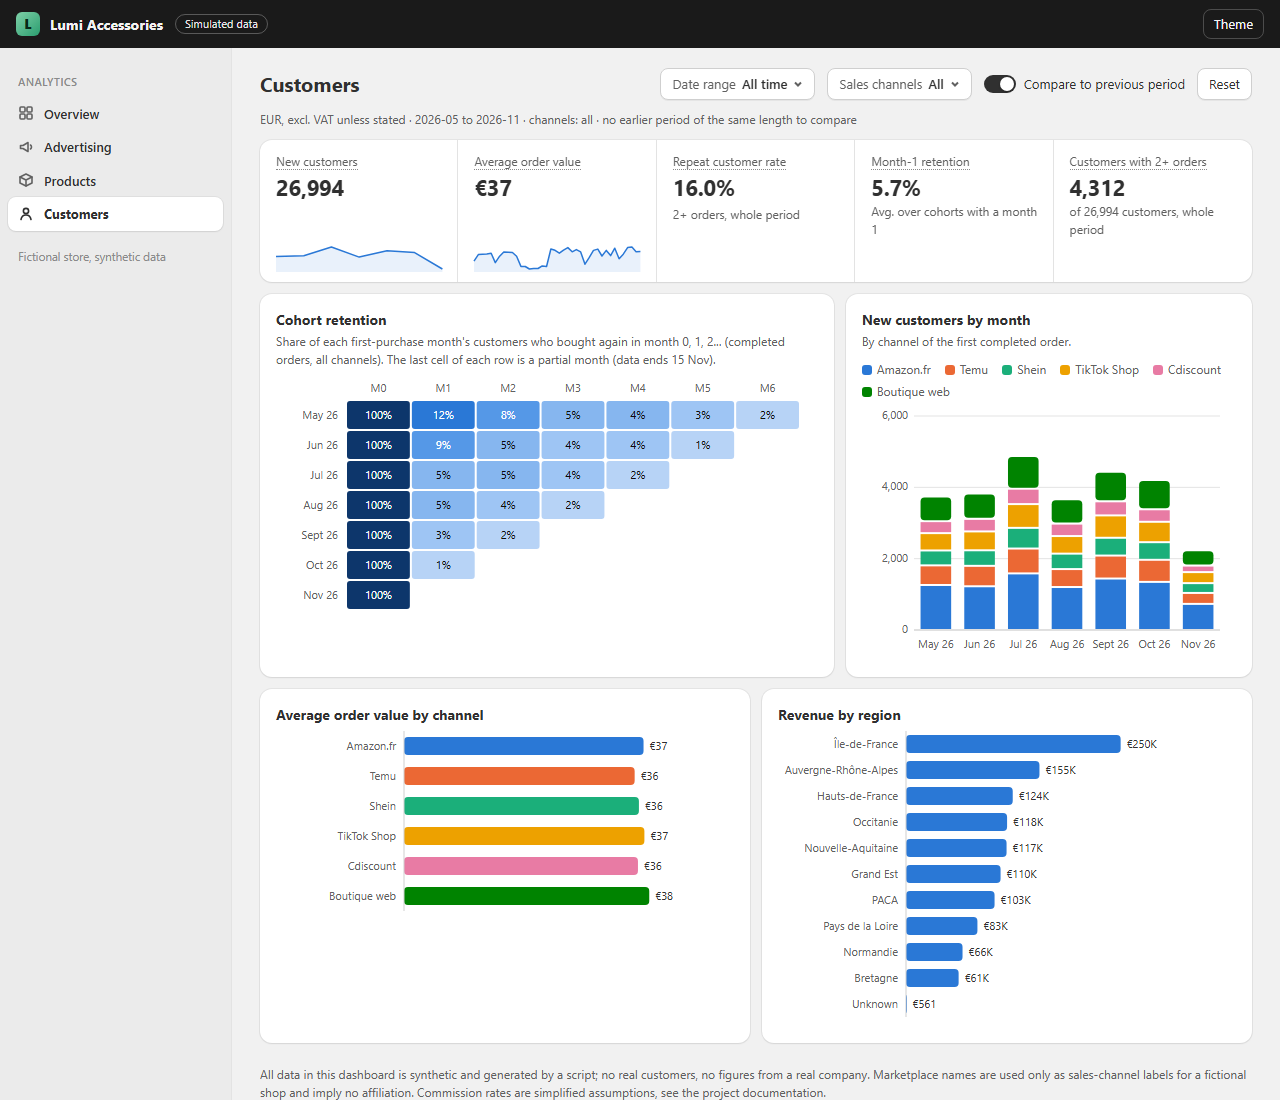 L Lumi Accessories Simulated data Theme
ANALYTICS
Overview
Advertising
Products
Customers
Fictional store, synthetic data
Customers Date range All time Sales channels All Compare to previous period Reset
EUR, excl. VAT unless stated · 2026-05 to 2026-11 · channels: all · no earlier period of the same length to compare
New customers
26,994
Average order value
€37
Repeat customer rate
16.0%
2+ orders, whole period
Month-1 retention
5.7%
Avg. over cohorts with a month
1
Customers with 2+ orders
4,312
of 26,994 customers, whole
period
Cohort retention
Share of each first-purchase month's customers who bought again in month 0, 1, 2... (completed
orders, all channels). The last cell of each row is a partial month (data ends 15 Nov).
M0 M1 M2 M3 M4 M5 M6
May 26 100% 12% 8% 5% 4% 3% 2%
Jun 26 100% 9% 5% 4% 4% 1%
Jul 26 100% 5% 5% 4% 2%
Aug 26 100% 5% 4% 2%
Sept 26 100% 3% 2%
Oct 26 100% 1%
Nov 26 100%
New customers by month
By channel of the first completed order.
Amazon.fr Temu Shein TikTok Shop Cdiscount
Boutique web
6,000
4,000
2,000
0
May 26 Jun 26 Jul 26 Aug 26 Sept 26 Oct 26 Nov 26
Average order value by channel
Amazon.fr €37
Temu €36
Shein €36
TikTok Shop €37
Cdiscount €36
Boutique web €38
Revenue by region
Île-de-France €250K
Auvergne-Rhône-Alpes €155K
Hauts-de-France €124K
Occitanie €118K
Nouvelle-Aquitaine €117K
Grand Est €110K
PACA €103K
Pays de la Loire €83K
Normandie €66K
Bretagne €61K
Unknown €561
All data in this dashboard is synthetic and generated by a script; no real customers, no figures from a real company. Marketplace names are used only as sales-channel labels for a fictional
shop and imply no affiliation. Commission rates are simplified assumptions, see the project documentation.